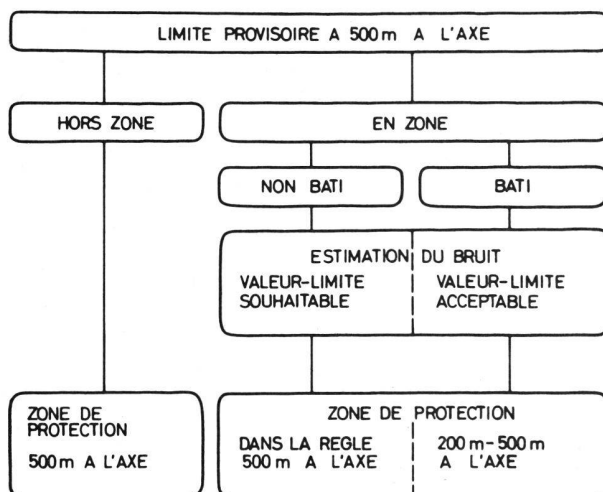 LIMITE PROVISOIRE A 500 m A L'AXE
HORS ZONE
EN ZONE
NON BATI
BATI
ESTIMATION DU BRUIT
VALEUR-LIMITE
SOUHAITABLE
VALEUR-LIMITE
ACCEPTABLE
ZONE DE
PROTECTION
500 m A L'AXE
ZONE DE PROTECTION
DANS LA REGLE
500 m A L'AXE
200 m - 500 m
A L'AXE